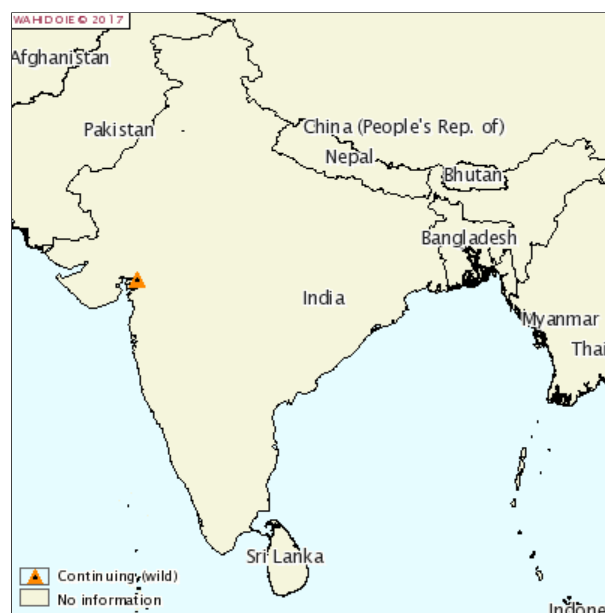 WAHID OIE © 2017
Afghanistan
Pakistan
China (People's Rep. of)
Nepal
Bhutan
Bangladesh
India
Myanmar
Thai
Sri Lanka
Continuing (wild)
No information
Indone